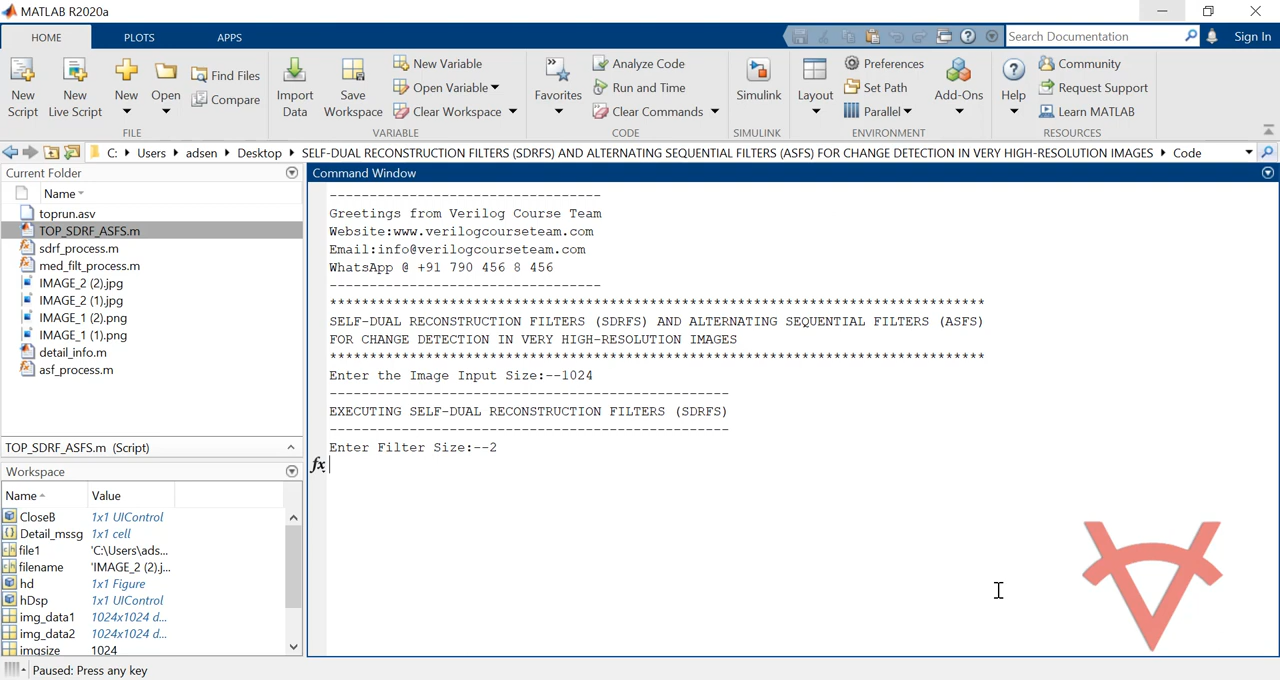 MATLAB R2020a
HOME PLOTS APPS
Search Documentation Sign In
New Script
New Live Script
New
Open
Find Files
Compare
FILE
Import Data
Save Workspace
New Variable
Open Variable
Clear Workspace
VARIABLE
Favorites
Analyze Code
Run and Time
Clear Commands
CODE
Simulink
SIMULINK
Layout
Preferences
Set Path
Parallel
Add-Ons
ENVIRONMENT
Help
Community
Request Support
Learn MATLAB
RESOURCES
C: Users adsen Desktop SELF-DUAL RECONSTRUCTION FILTERS (SDRFS) AND ALTERNATING SEQUENTIAL FILTERS (ASFS) FOR CHANGE DETECTION IN VERY HIGH-RESOLUTION IMAGES Code
Current Folder
Name
toprun.asv
TOP_SDRF_ASFS.m
sdrf_process.m
med_filt_process.m
IMAGE_2 (2).jpg
IMAGE_2 (1).jpg
IMAGE_1 (2).png
IMAGE_1 (1).png
detail_info.m
asf_process.m
TOP_SDRF_ASFS.m (Script)
Workspace
Name Value
CloseB 1x1 UIControl
Detail_mssg 1x1 cell
file1 'C:\Users\ads...
filename 'IMAGE_2 (2).j...
hd 1x1 Figure
hDsp 1x1 UIControl
img_data1 1024x1024 d...
img_data2 1024x1024 d...
imgsize 1024
Command Window
----------------------------------
Greetings from Verilog Course Team
Website:www.verilogcourseteam.com
Email:info@verilogcourseteam.com
WhatsApp @ +91 790 456 8 456
----------------------------------
**********************************************************************************
SELF-DUAL RECONSTRUCTION FILTERS (SDRFS) AND ALTERNATING SEQUENTIAL FILTERS (ASFS)
FOR CHANGE DETECTION IN VERY HIGH-RESOLUTION IMAGES
**********************************************************************************
Enter the Image Input Size:--1024
--------------------------------------------------
EXECUTING SELF-DUAL RECONSTRUCTION FILTERS (SDRFS)
--------------------------------------------------
Enter Filter Size:--2
fx
Paused: Press any key